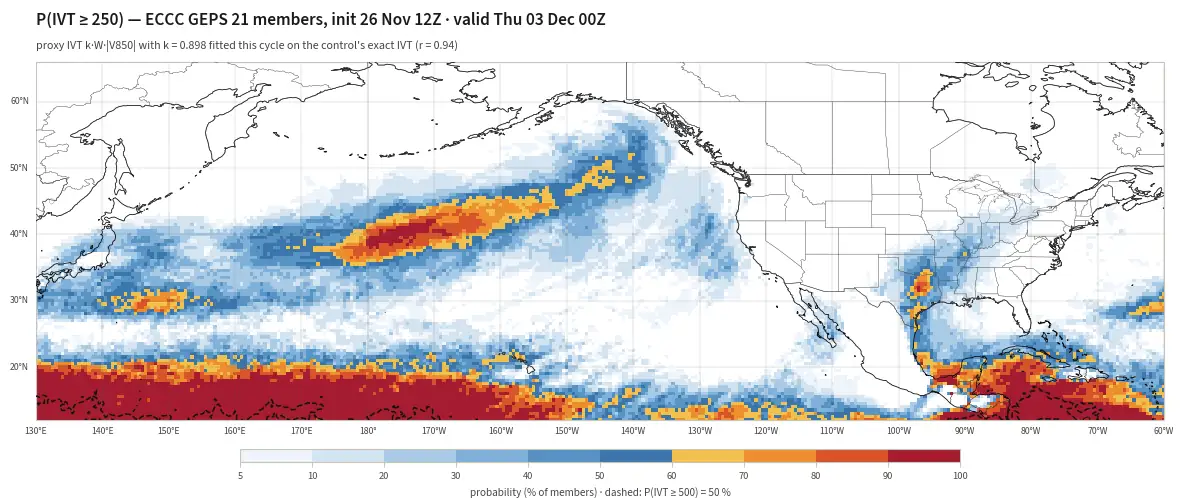 P(IVT ≥ 250) — ECCC GEPS 21 members, init 26 Nov 12Z · valid Thu 03 Dec 00Z
proxy IVT k·W·|V850| with k = 0.898 fitted this cycle on the control's exact IVT (r = 0.94)
60°N
50°N
40°N
30°N
20°N
130°E 140°E 150°E 160°E 170°E 180° 170°W 160°W 150°W 140°W 130°W 120°W 110°W 100°W 90°W 80°W 70°W 60°W
5 10 20 30 40 50 60 70 80 90 100
probability (% of members) · dashed: P(IVT ≥ 500) = 50 %